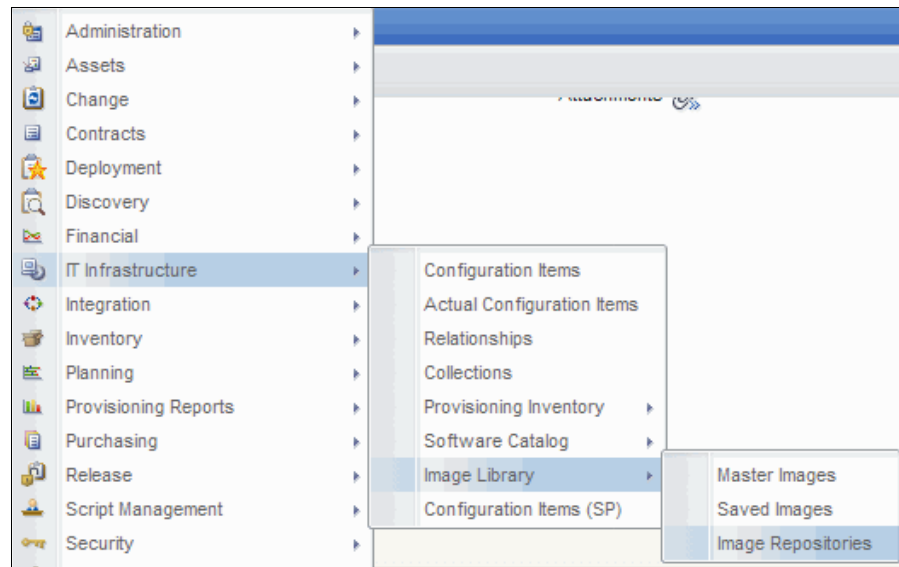 Administration
Assets
Change
Attachments
Contracts
Deployment
Discovery
Financial
IT Infrastructure
Configuration Items
Integration
Actual Configuration Items
Inventory
Relationships
Planning
Collections
Provisioning Reports
Provisioning Inventory
Purchasing
Software Catalog
Release
Image Library
Master Images
Script Management
Configuration Items (SP)
Saved Images
Security
Image Repositories